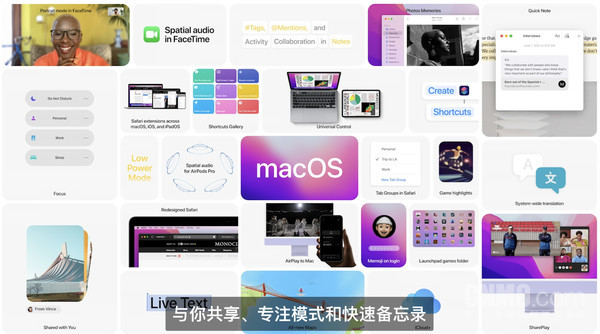 Portrait mode in FaceTime
Spatial audio
in FaceTime
#Tags, @Mentions, and
Activity Collaboration in Notes
Photos Memories
Quick Note
Do Not Disturb
Personal
Work
Sleep
Focus
Safari extensions across
macOS, iOS, and iPadOS
Shortcuts Gallery
Universal Control
Create
Shortcuts
Low
Power
Mode
Spatial audio
for AirPods Pro
macOS
Personal
Trip to LA
Work
New Tab Group
Tab Groups in Safari
Game highlights
A
文
System-wide translation
From Vince
Shared with You
Redesigned Safari
MONOCL
AirPlay to Mac
Memoji on login
Launchpad games folder
SharePlay
Live Text
All-new Maps
iCloud+
与你共享、专注模式和快速备忘录